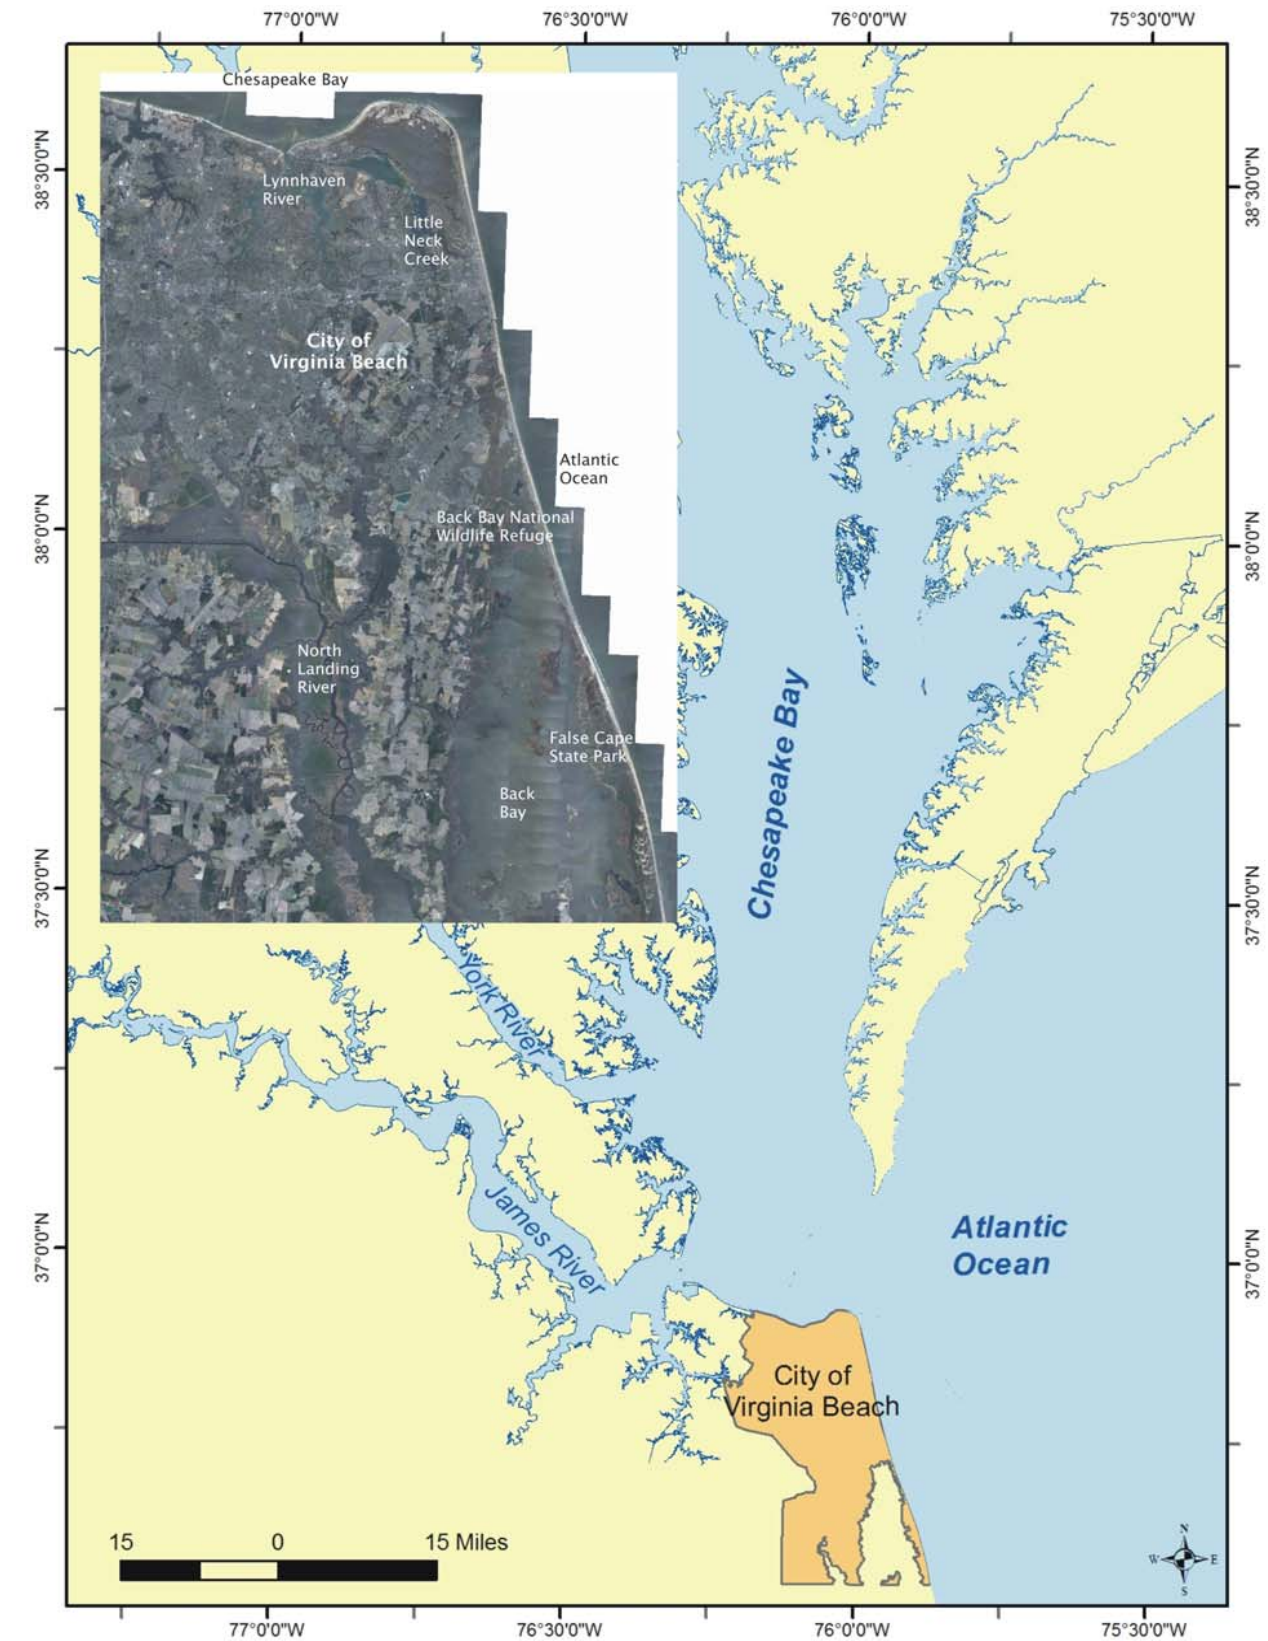 77°0'0"W
76°30'0"W
76°0'0"W
75°30'0"W
38°30'0"N
38°0'0"N
37°30'0"N
37°0'0"N
Chesapeake Bay
Lynnhaven
River
Little
Neck
Creek
City of
Virginia Beach
Atlantic
Ocean
Back Bay National
Wildlife Refuge
North
Landing
River
False Cape
State Park
Back
Bay
Chesapeake Bay
York River
James River
Atlantic
Ocean
City of
Virginia Beach
15 0 15 Miles
N
W E
S
38°30'0"N
38°0'0"N
37°30'0"N
37°0'0"N
77°0'0"W
76°30'0"W
76°0'0"W
75°30'0"W